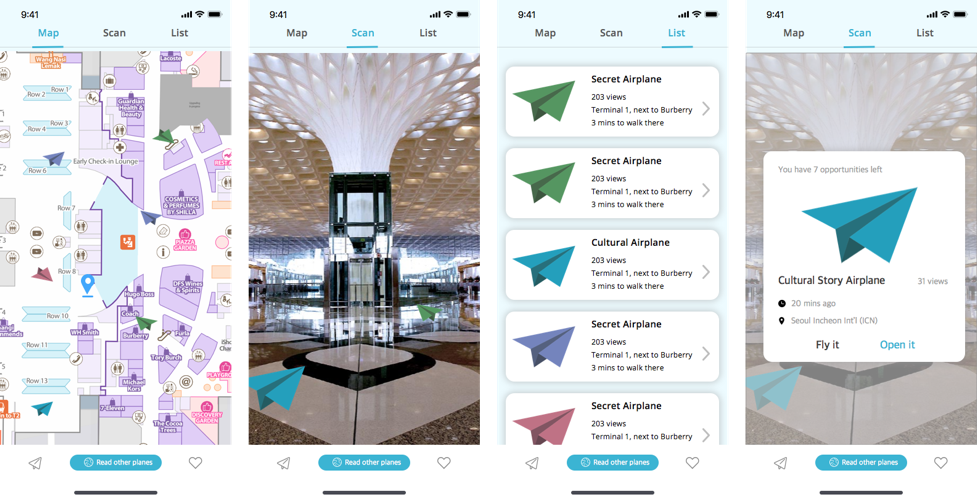 9:41
Map
Scan
List
Wang Nasi
Lemak
Lacoste
Row 1
Row 2
Guardian
Health &
Beauty
Row 3
Row 4
Early Check-in Lounge
Row 6
COSMETICS
& PERFUMES
BY SHILLA
Row 7
PIAZZA
GARDEN
Row 8
Hugo Boss
DFS Wines
& Spirits
Coach
Row 10
WH Smith
Burberry
Furla
Row 11
Tory Burch
Row 13
Michael
Kors
7-Eleven
DISCOVERY
GARDEN
The Cocoa
Trees
Read other planes
9:41
Map
Scan
List
Read other planes
9:41
Map
Scan
List
Secret Airplane
203 views
Terminal 1, next to Burberry
3 mins to walk there
Secret Airplane
203 views
Terminal 1, next to Burberry
3 mins to walk there
Cultural Airplane
203 views
Terminal 1, next to Burberry
3 mins to walk there
Secret Airplane
203 views
Terminal 1, next to Burberry
3 mins to walk there
Secret Airplane
203 views
Terminal 1, next to Burberry
Read other planes
9:41
Map
Scan
List
You have 7 opportunities left
Cultural Story Airplane
31 views
20 mins ago
Seoul Incheon Int'l (ICN)
Fly it
Open it
Read other planes